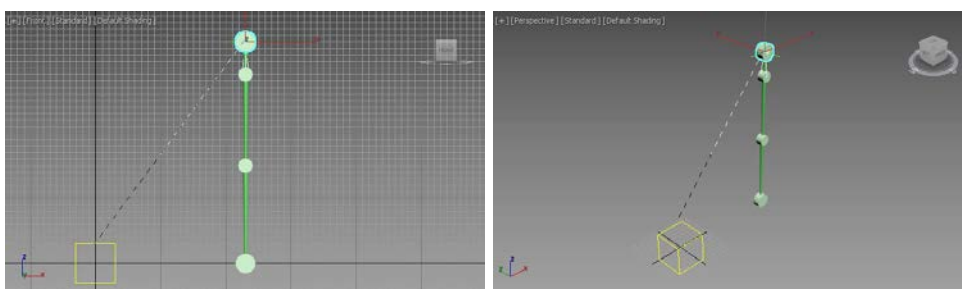 [+] [Front] [Standard] [Default Shading]
[+] [Perspective] [Standard] [Default Shading]